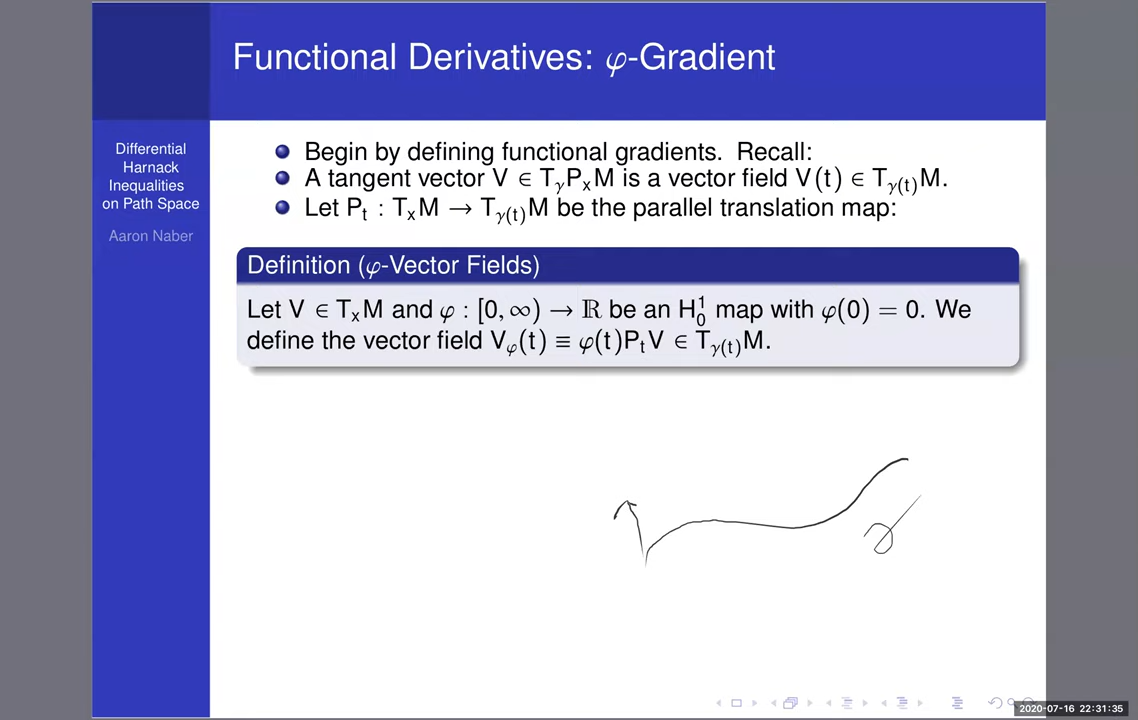 Functional Derivatives: φ-Gradient
Differential
Harnack
Inequalities
on Path Space
Aaron Naber
Begin by defining functional gradients. Recall:
A tangent vector V ∈ T_γP_xM is a vector field V(t) ∈ T_γ(t)M.
Let P_t : T_xM → T_γ(t)M be the parallel translation map:
Definition (φ-Vector Fields)
Let V ∈ T_xM and φ : [0, ∞) → ℝ be an H^1_0 map with φ(0) = 0. We
define the vector field V_φ(t) ≡ φ(t)P_tV ∈ T_γ(t)M.
2020-07-16 22:31:35